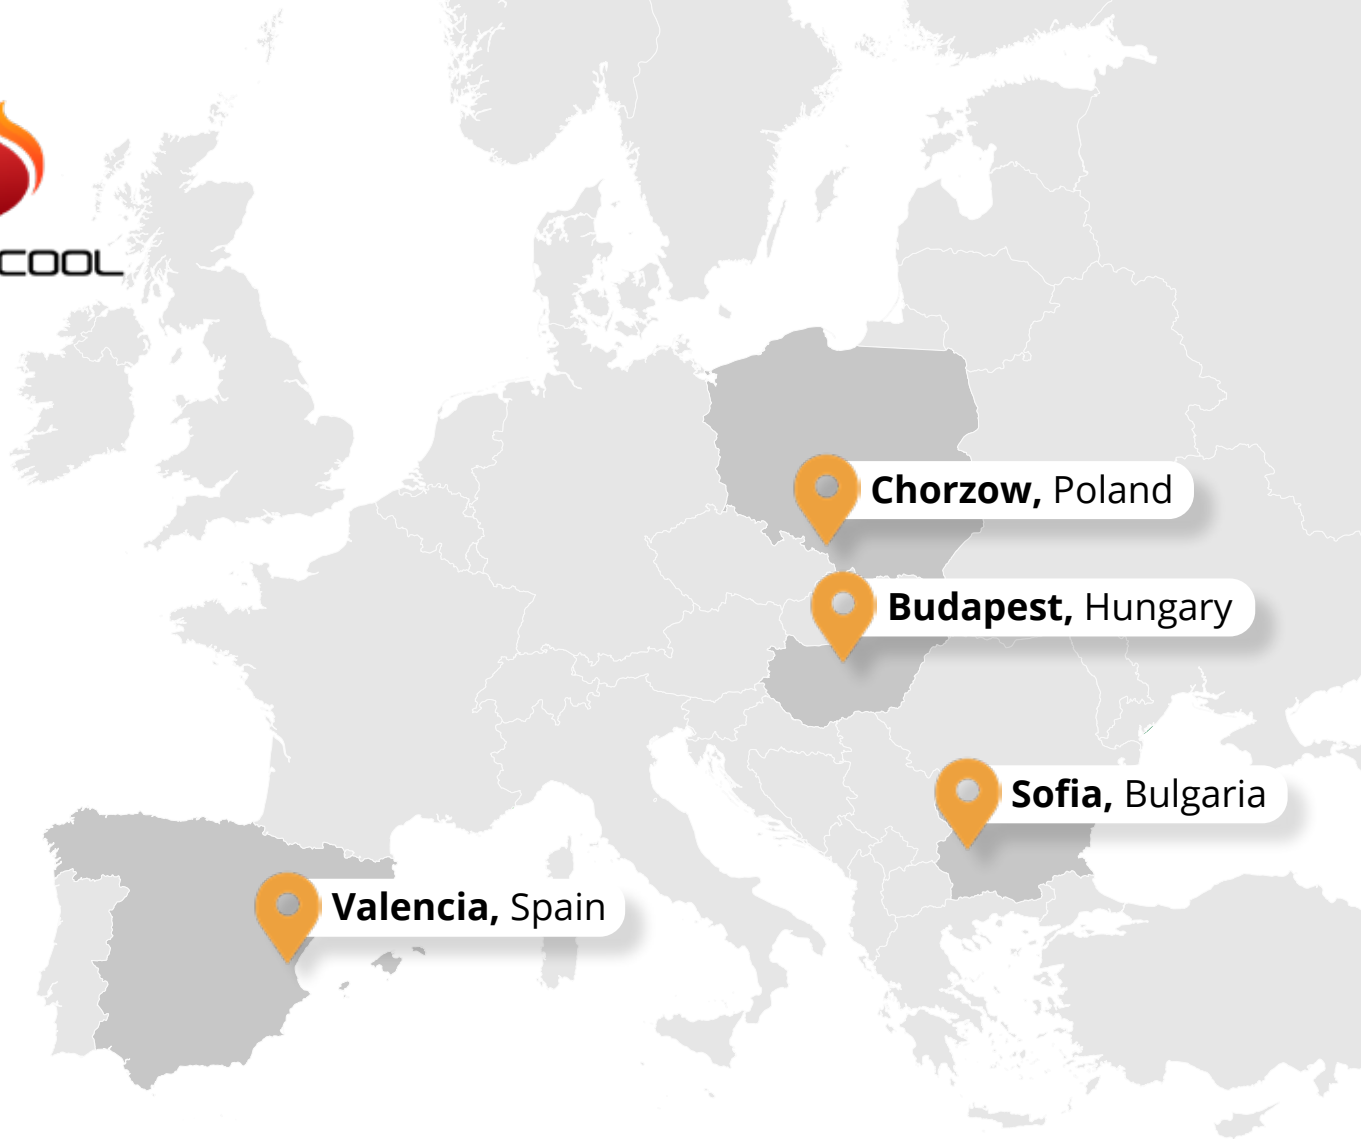 COOL
Chorzow, Poland
Budapest, Hungary
Sofia, Bulgaria
Valencia, Spain